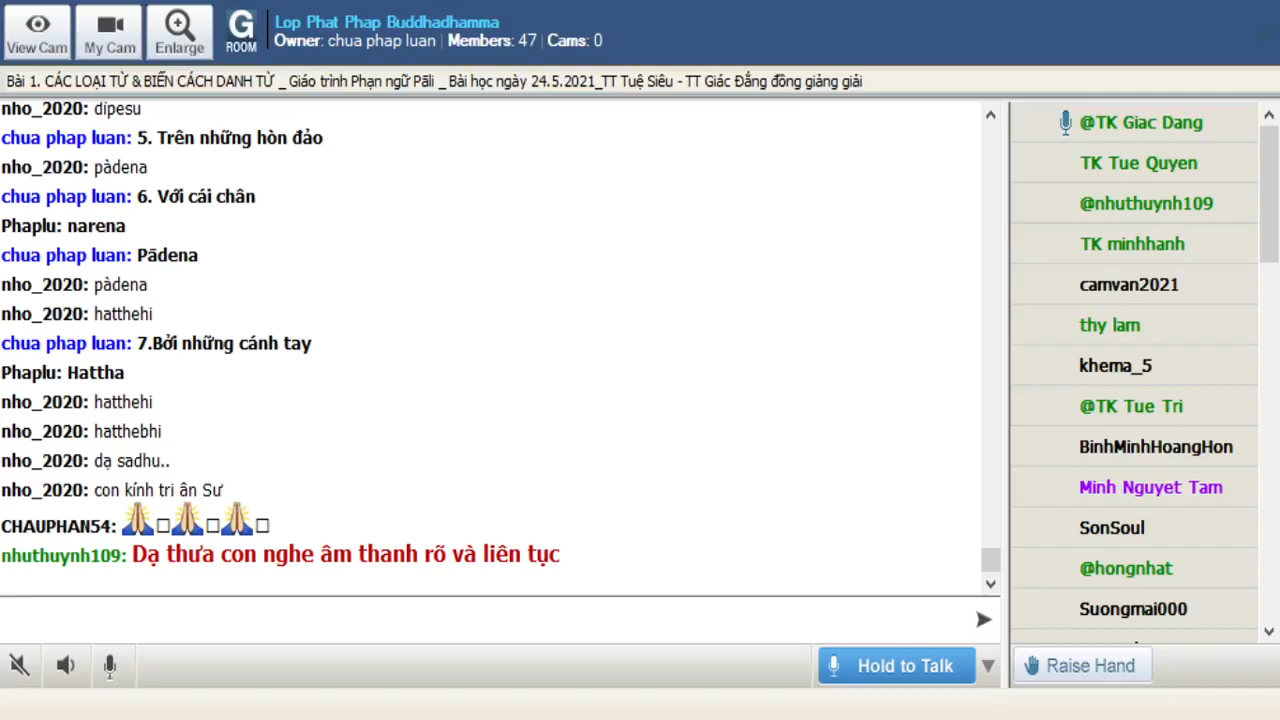 View Cam
My Cam
Enlarge
G
ROOM
Lop Phat Phap Buddhadhamma
Owner: chua phap luan | Members: 47 | Cams: 0
Bài 1. CÁC LOẠI TỪ & BIẾN CÁCH DANH TỪ _ Giáo trình Phạn ngữ Pāli _ Bài học ngày 24.5.2021_TT Tuệ Siêu - TT Giác Đẳng đồng giảng giải
nho_2020: dípesu
chua phap luan: 5. Trên những hòn đảo
nho_2020: pàdena
chua phap luan: 6. Với cái chân
Phaplu: narena
chua phap luan: Pādena
nho_2020: pàdena
nho_2020: hatthehi
chua phap luan: 7.Bởi những cánh tay
Phaplu: Hattha
nho_2020: hatthehi
nho_2020: hatthebhi
nho_2020: dạ sadhu..
nho_2020: con kính tri ân Sư
CHAUPHAN54: 🙏□🙏□🙏□
nhuthuynh109: Dạ thưa con nghe âm thanh rõ và liên tục
@TK Giac Dang
TK Tue Quyen
@nhuthuynh109
TK minhhanh
camvan2021
thy lam
khema_5
@TK Tue Tri
BinhMinhHoangHon
Minh Nguyet Tam
SonSoul
@hongnhat
Suongmai000
Hold to Talk
Raise Hand